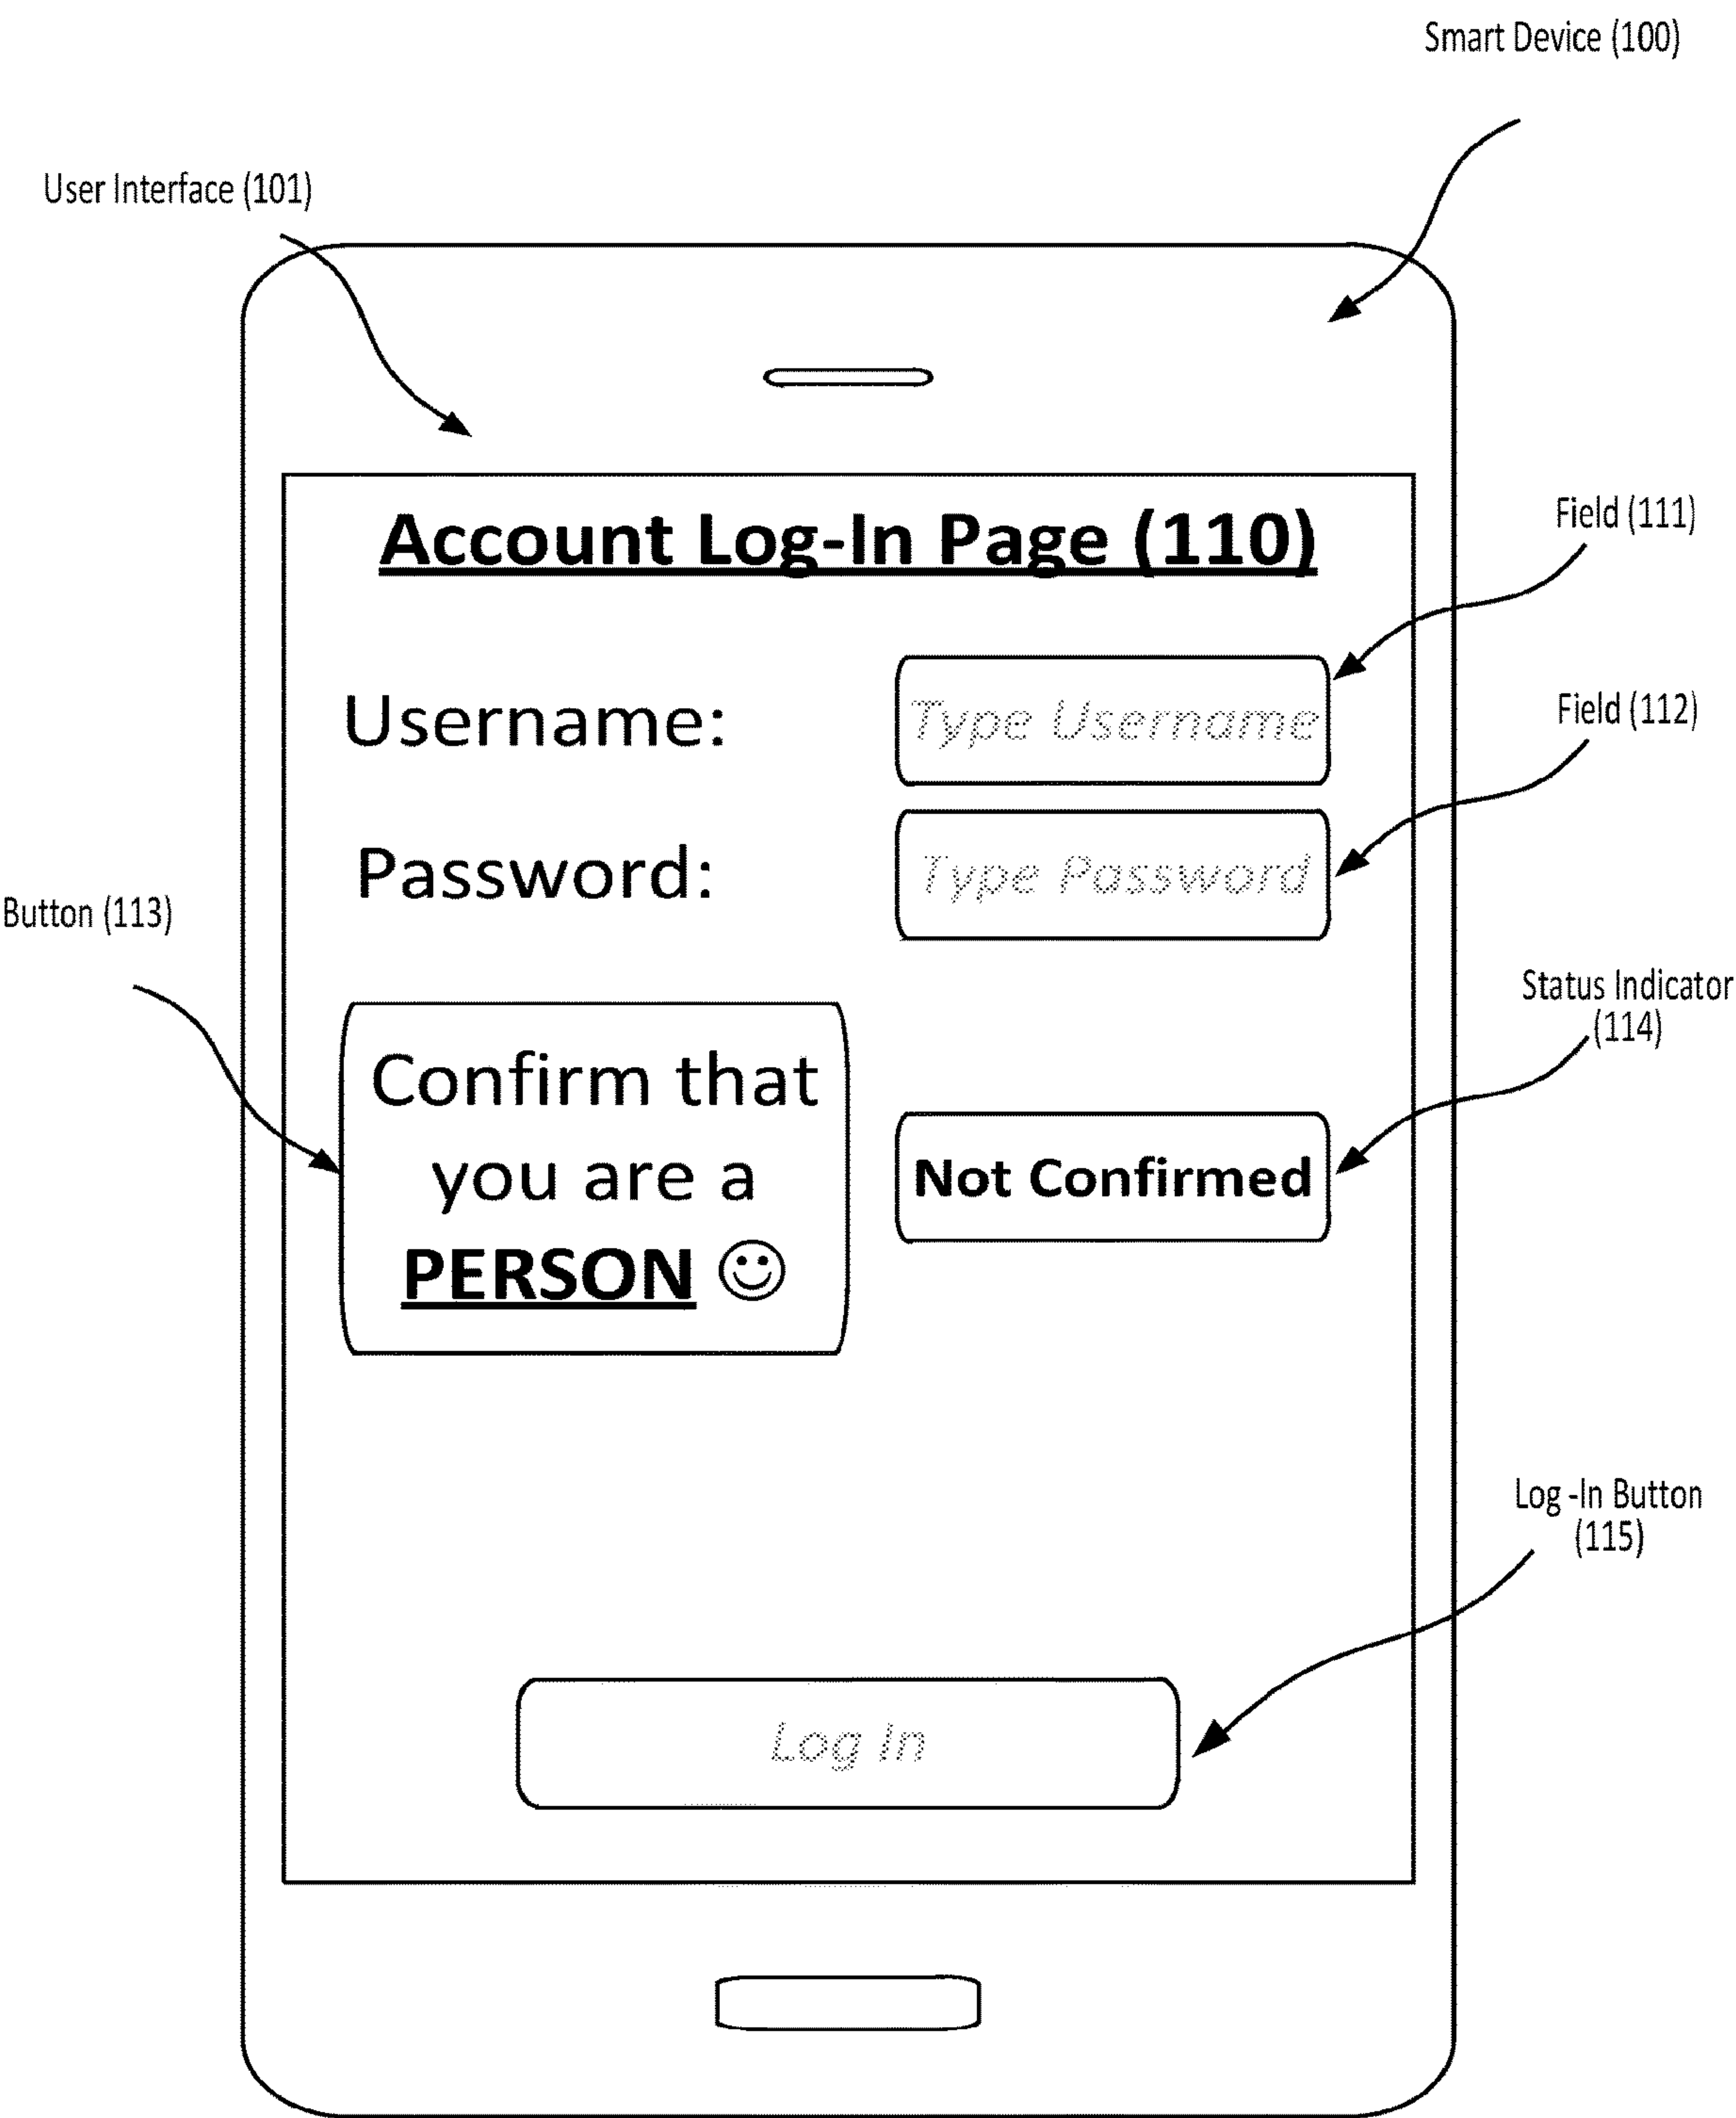 Smart Device (100)
User Interface (101)
Account Log-In Page (110)
Field (111)
Username:
Type Username
Field (112)
Password:
Type Password
Button (113)
Status Indicator
(114)
Confirm that
you are a
PERSON ☺
Not Confirmed
Log -In Button
(115)
Log In